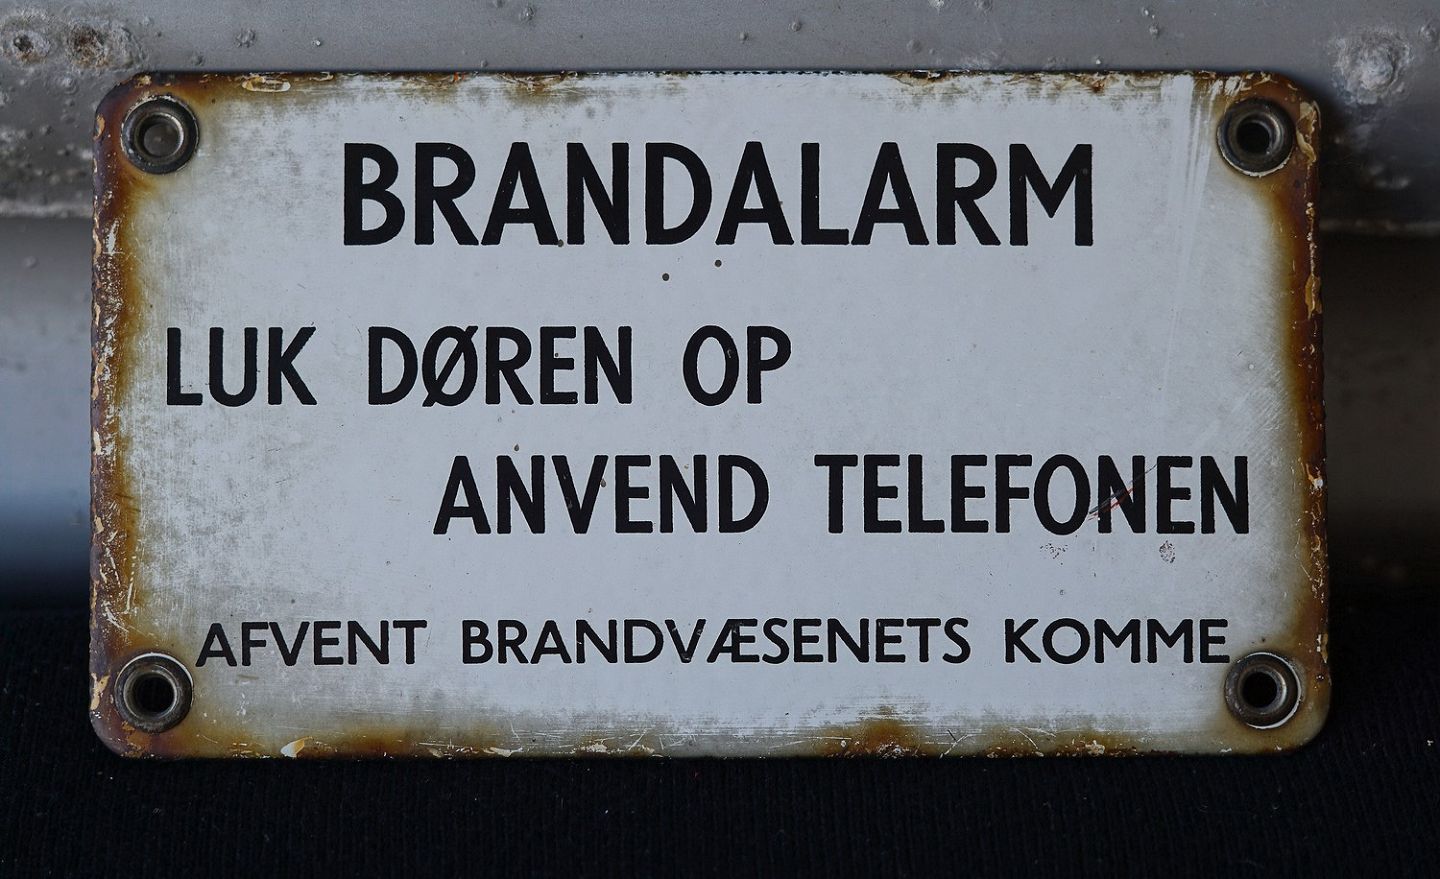 BRANDALARM
LUK DØREN OP
ANVEND TELEFONEN
AFVENT BRANDVÆSENETS KOMME